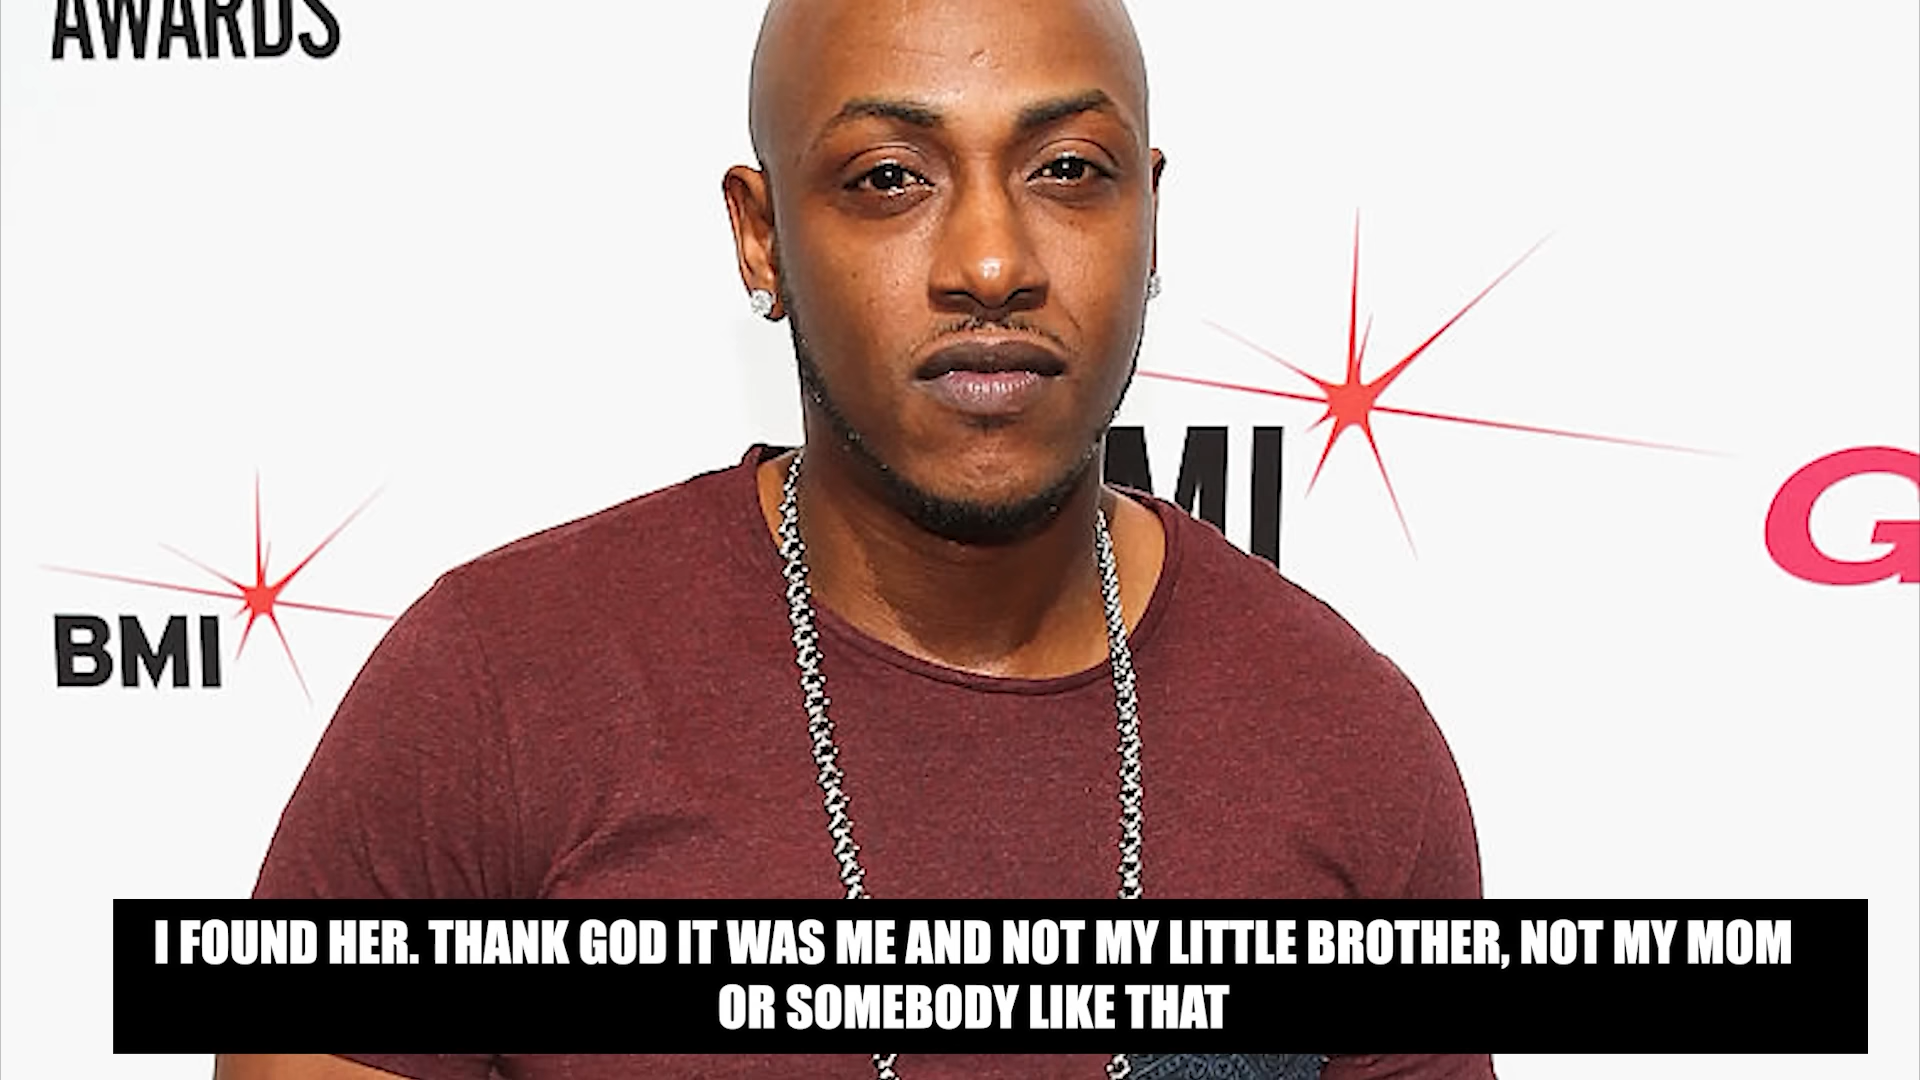 AWARDS
BMI
MI
G
I FOUND HER. THANK GOD IT WAS ME AND NOT MY LITTLE BROTHER, NOT MY MOM
OR SOMEBODY LIKE THAT